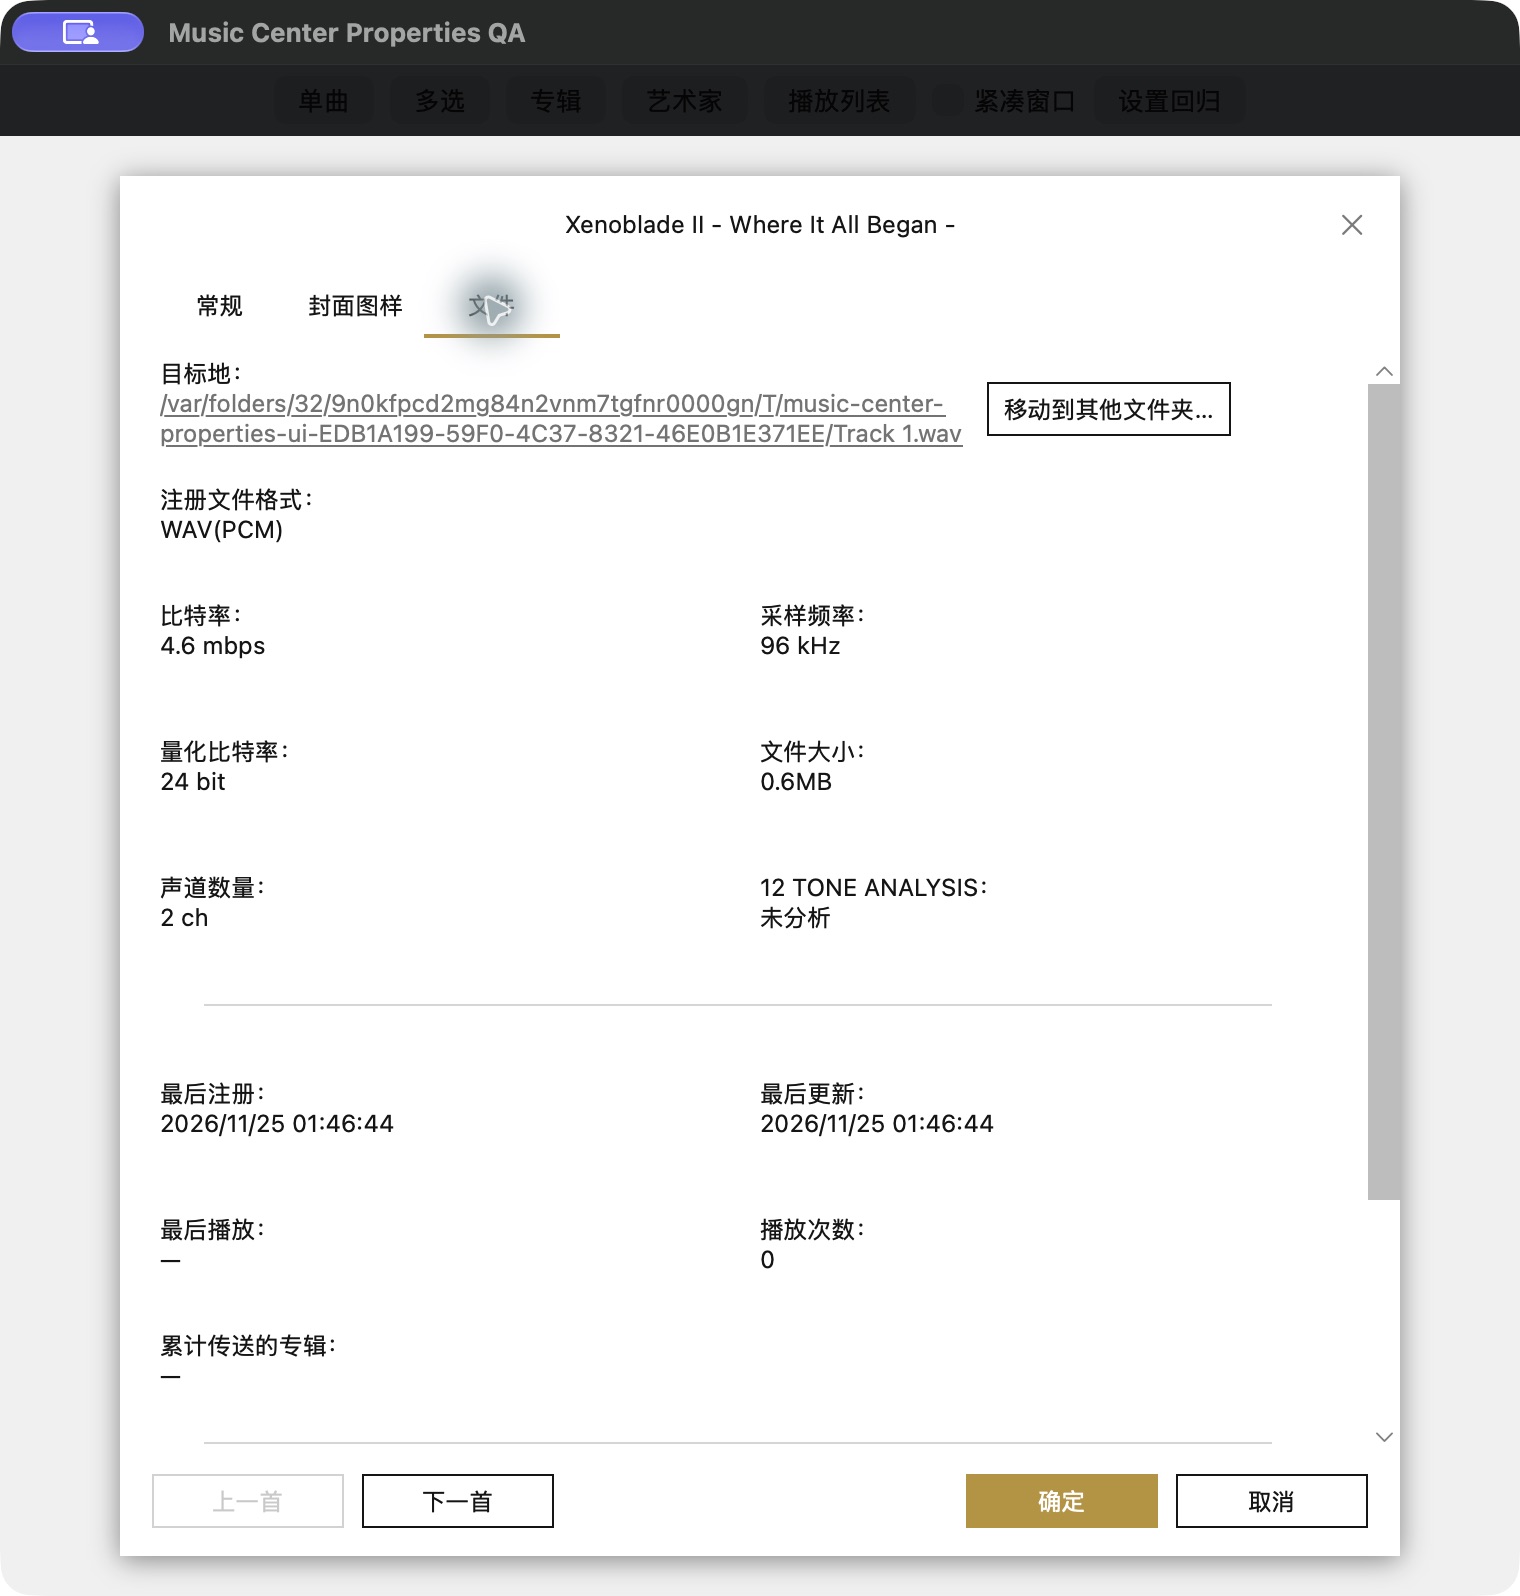 Music Center Properties QA
单曲
多选
专辑
艺术家
播放列表
紧凑窗口
设置回归
Xenoblade II - Where It All Began -
常规
封面图样
文件
目标地：
/var/folders/32/9n0kfpcd2mg84n2vnm7tgfnr0000gn/T/music-center-
properties-ui-EDB1A199-59F0-4C37-8321-46E0B1E371EE/Track 1.wav
移动到其他文件夹...
注册文件格式：
WAV(PCM)
比特率：
4.6 mbps
采样频率：
96 kHz
量化比特率：
24 bit
文件大小：
0.6MB
声道数量：
2 ch
12 TONE ANALYSIS：
未分析
最后注册：
2026/11/25 01:46:44
最后更新：
2026/11/25 01:46:44
最后播放：
—
播放次数：
0
累计传送的专辑：
—
上一首
下一首
确定
取消